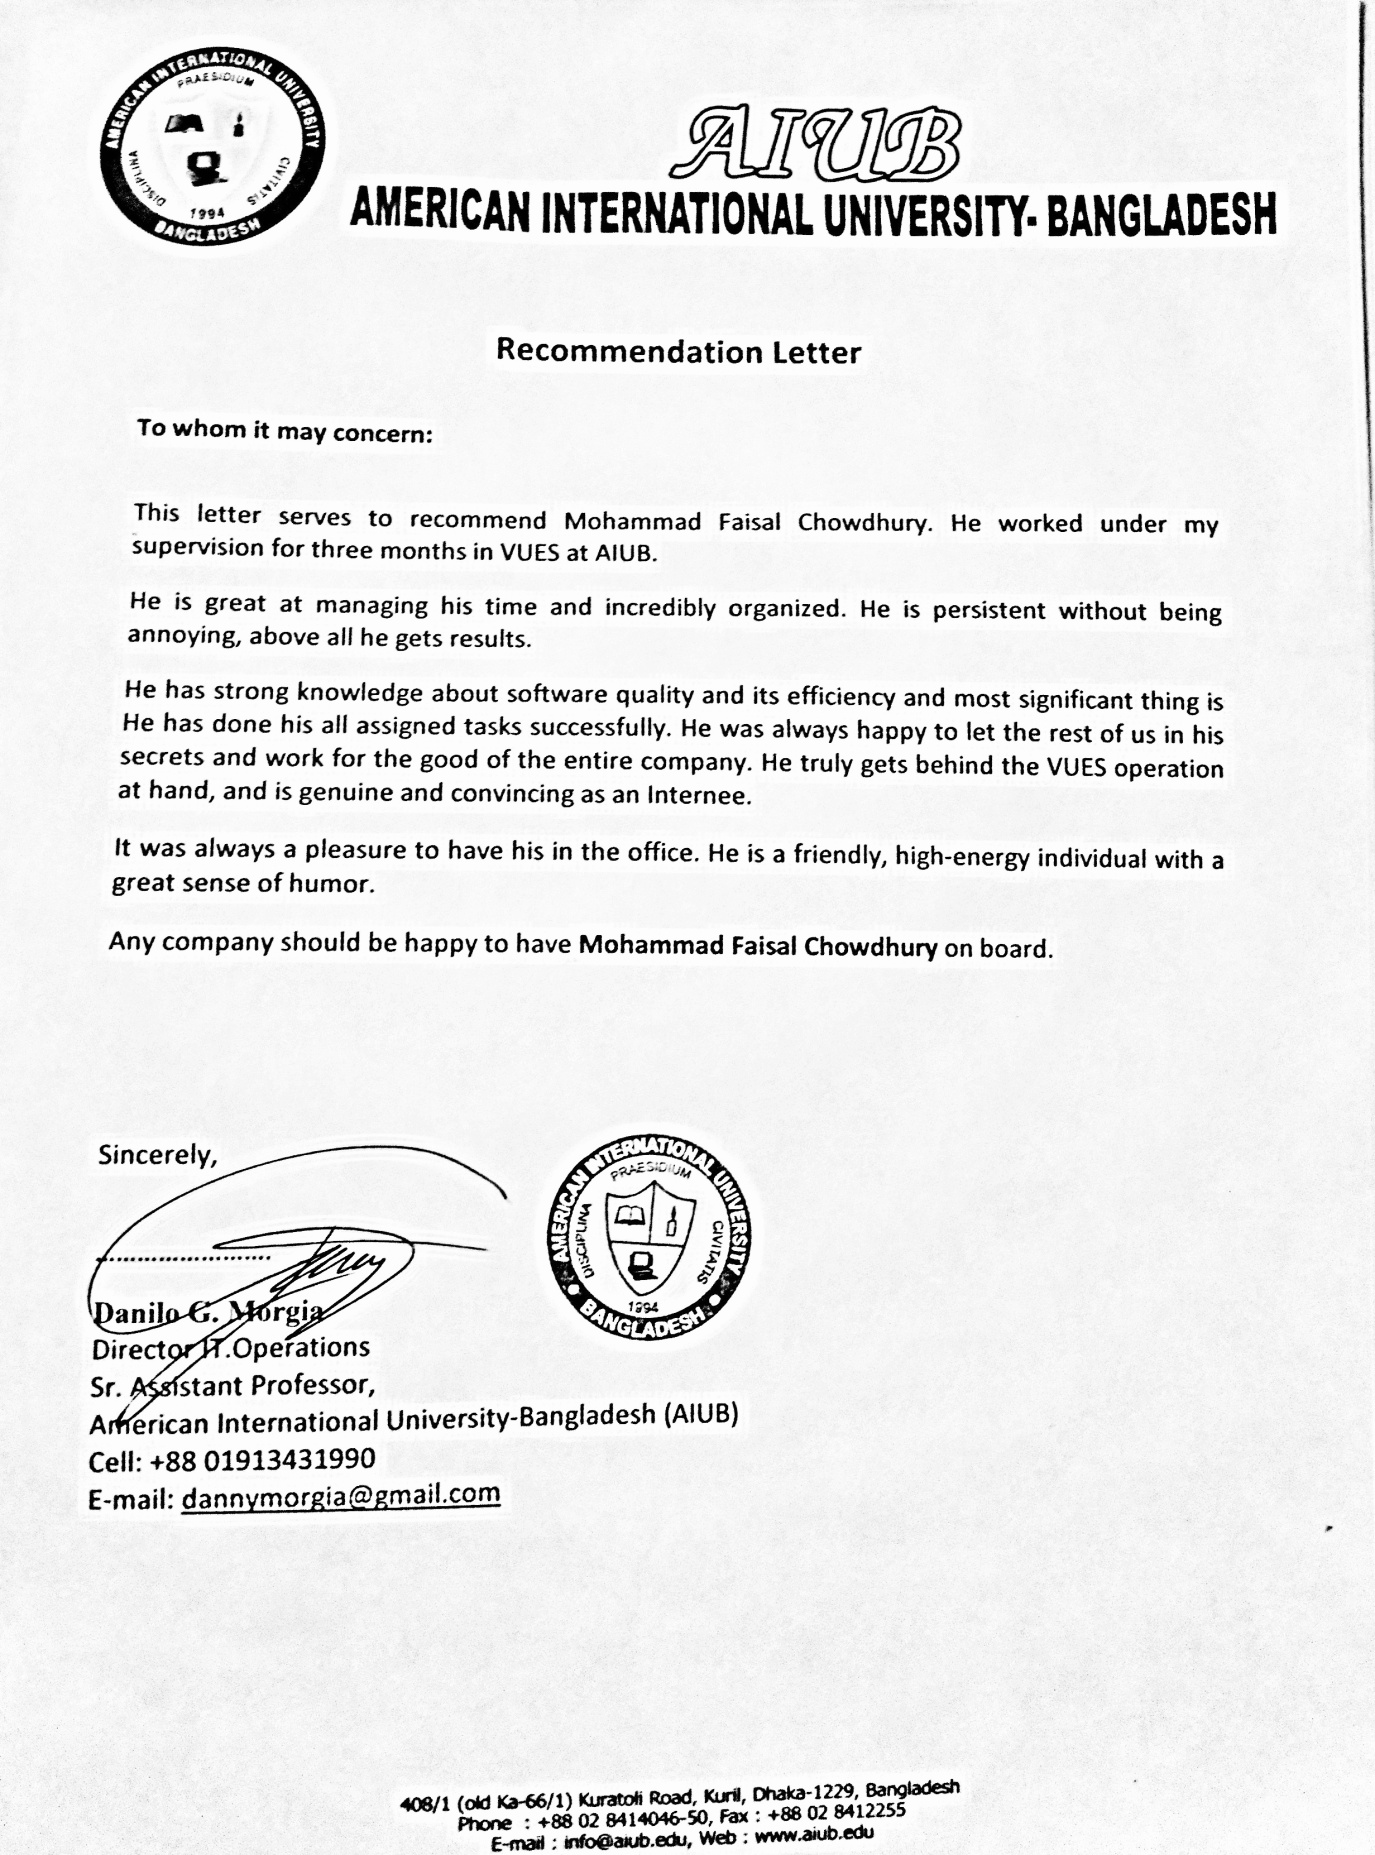 AMERICAN INTERNATIONAL UNIVERSITY
PRAESIDIUM
DISCIPLINA
CIVITATIS
1994
BANGLADESH
AIUB
AMERICAN INTERNATIONAL UNIVERSITY- BANGLADESH
Recommendation Letter
To whom it may concern:
This letter serves to recommend Mohammad Faisal Chowdhury. He worked under my
supervision for three months in VUES at AIUB.
He is great at managing his time and incredibly organized. He is persistent without being
annoying, above all he gets results.
He has strong knowledge about software quality and its efficiency and most significant thing is
He has done his all assigned tasks successfully. He was always happy to let the rest of us in his
secrets and work for the good of the entire company. He truly gets behind the VUES operation
at hand, and is genuine and convincing as an Internee.
It was always a pleasure to have his in the office. He is a friendly, high-energy individual with a
great sense of humor.
Any company should be happy to have Mohammad Faisal Chowdhury on board.
Sincerely,
AMERICAN INTERNATIONAL UNIVERSITY
PRAESIDIUM
DISCIPLINA
CIVITATIS
1994
BANGLADESH
Danilo G. Morgia
Director IT.Operations
Sr. Assistant Professor,
American International University-Bangladesh (AIUB)
Cell: +88 01913431990
E-mail: dannymorgia@gmail.com
408/1 (old Ka-66/1) Kuratoli Road, Kuril, Dhaka-1229, Bangladesh
Phone : +88 02 8414046-50, Fax : +88 02 8412255
E-mail : info@aiub.edu, Web : www.aiub.edu